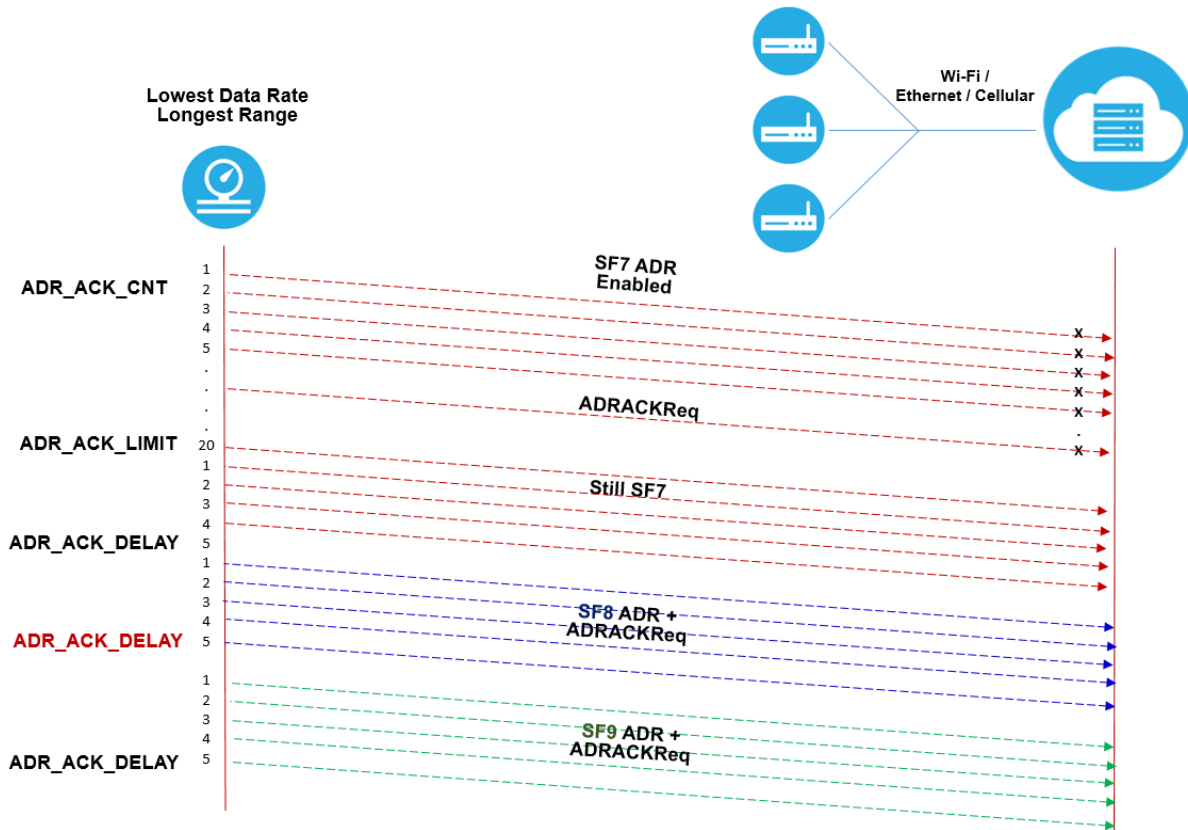 Lowest Data Rate
Longest Range
Wi-Fi /
Ethernet / Cellular
SF7 ADR
Enabled
ADR_ACK_CNT
1
2
3
4
5
.
.
.
.
x
x
x
x
x
.
x
ADRACKReq
ADR_ACK_LIMIT
20
Still SF7
1
2
3
4
5
ADR_ACK_DELAY
1
2
3
4
5
SF8 ADR +
ADRACKReq
ADR_ACK_DELAY
1
2
3
4
5
SF9 ADR +
ADRACKReq
ADR_ACK_DELAY